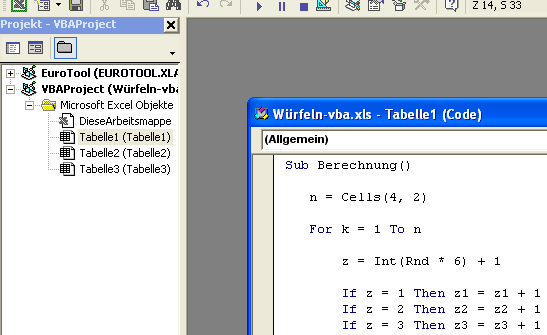 Z 14, S 33
Projekt - VBAProject
EuroTool (EUROTOOL.XLA
VBAProject (Würfeln-vba
Microsoft Excel Objekte
DieseArbeitsmappe
Tabelle1 (Tabelle1)
Tabelle2 (Tabelle2)
Tabelle3 (Tabelle3)
Würfeln-vba.xls - Tabelle1 (Code)
(Allgemein)
Sub Berechnung()
n = Cells(4, 2)
For k = 1 To n
z = Int(Rnd * 6) + 1
If z = 1 Then z1 = z1 + 1
If z = 2 Then z2 = z2 + 1
If z = 3 Then z3 = z3 + 1